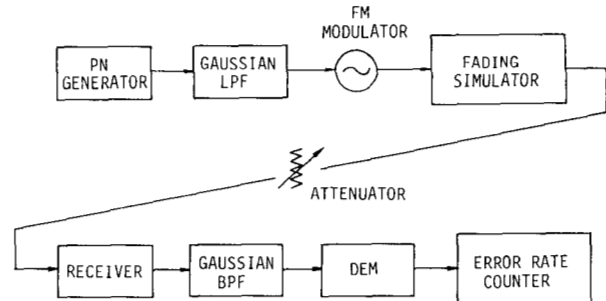 FM
MODULATOR
PN
GENERATOR
GAUSSIAN
LPF
FADING
SIMULATOR
ATTENUATOR
RECEIVER
GAUSSIAN
BPF
DEM
ERROR RATE
COUNTER